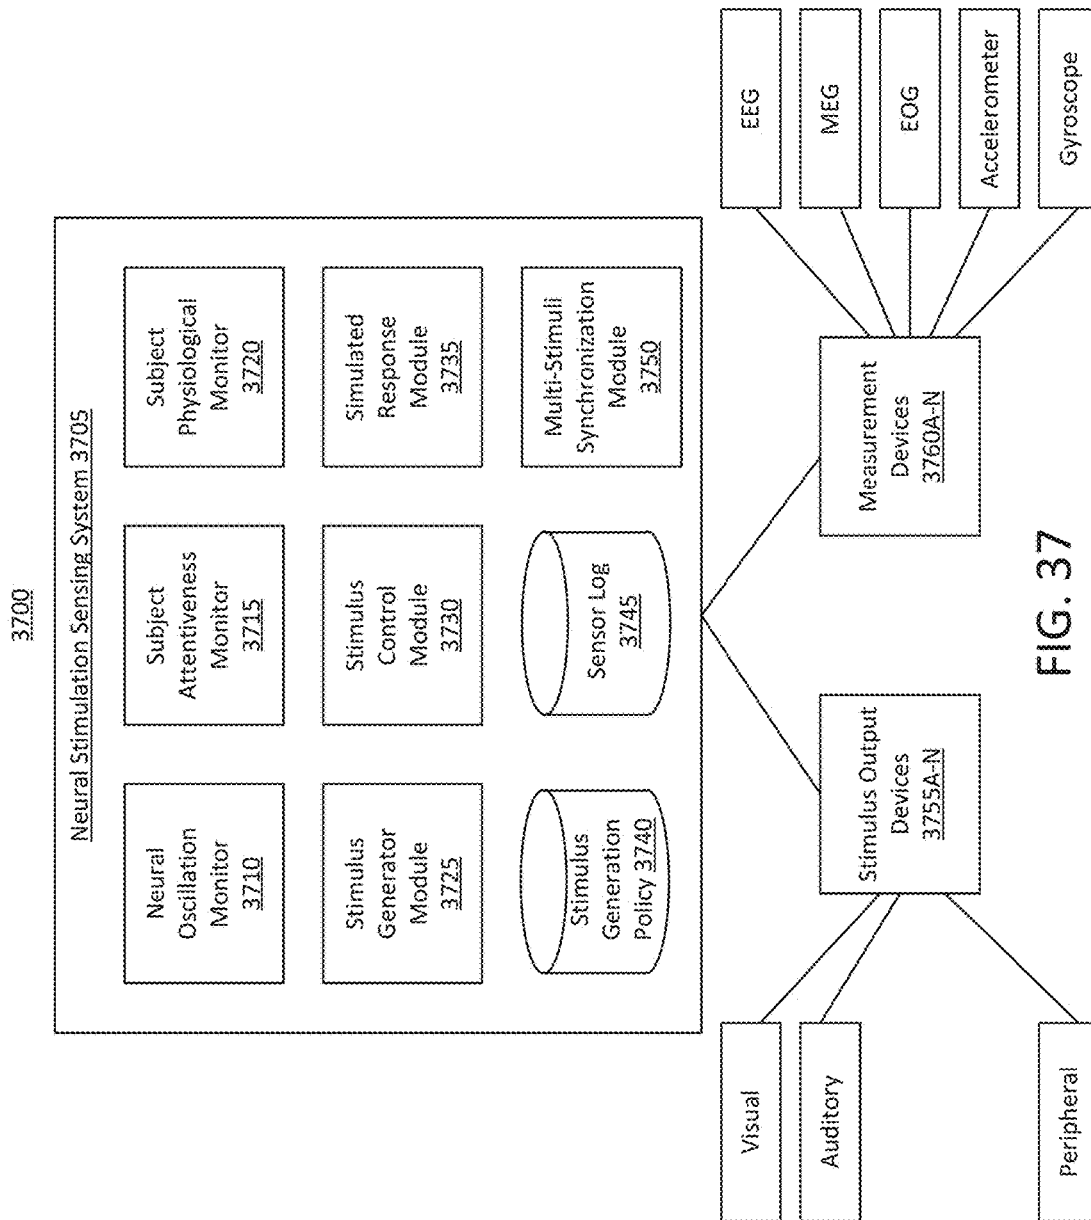 3700
Neural Stimulation Sensing System 3705
Neural
Oscillation
Monitor
3710
Subject
Attentiveness
Monitor
3715
Subject
Physiological
Monitor
3720
Stimulus
Generator
Module
3725
Stimulus
Control
Module
3730
Simulated
Response
Module
3735
Stimulus
Generation
Policy 3740
Sensor Log
3745
Multi-Stimuli
Synchronization
Module
3750
Visual
Auditory
Peripheral
Stimulus Output
Devices
3755A-N
Measurement
Devices
3760A-N
EEG
MEG
EOG
Accelerometer
Gyroscope
FIG. 37